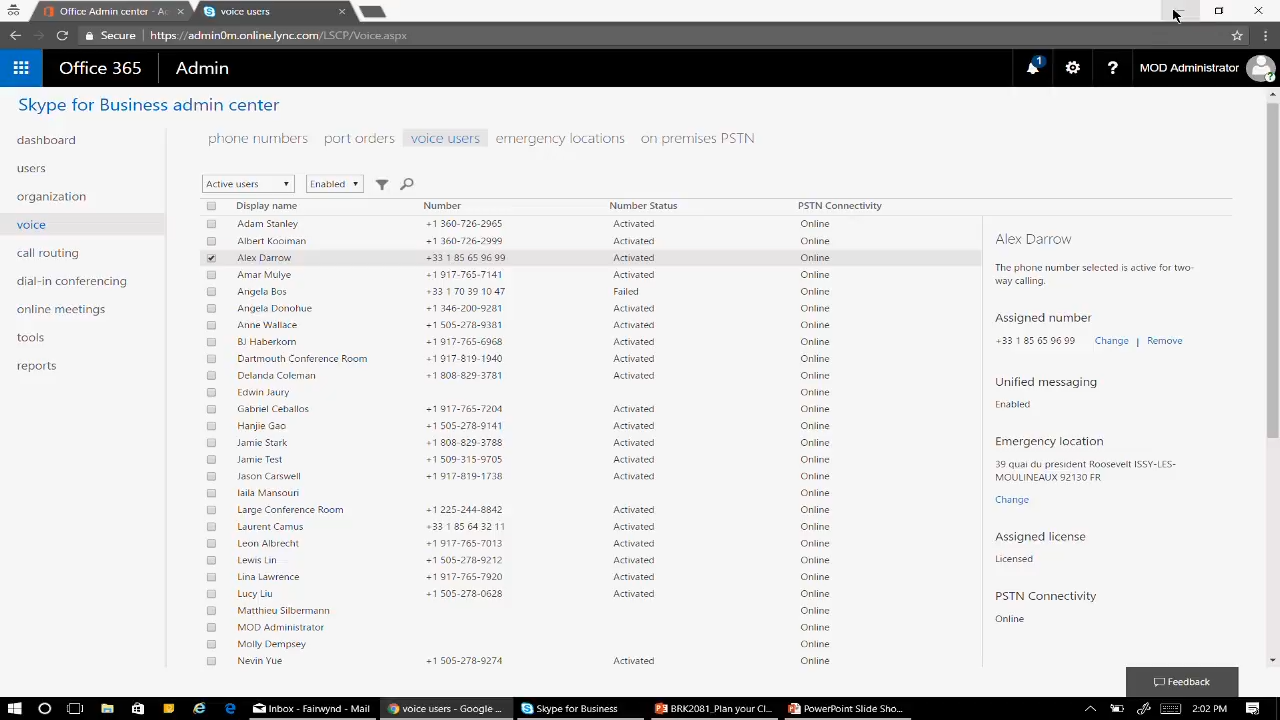 Office Admin center - Ac
voice users
Secure
https://admin0m.online.lync.com/LSCP/Voice.aspx
Office 365
Admin
1
?
MOD Administrator
Skype for Business admin center
dashboard
users
organization
voice
call routing
dial-in conferencing
online meetings
tools
reports
phone numbers port orders voice users emergency locations on premises PSTN
Active users Enabled
Display name Number Number Status PSTN Connectivity
Adam Stanley +1 360-726-2965 Activated Online
Albert Kooiman +1 360-726-2999 Activated Online
Alex Darrow +33 1 85 65 96 99 Activated Online
Amar Mulye +1 917-765-7141 Activated Online
Angela Bos +33 1 70 39 10 47 Failed Online
Angela Donohue +1 346-200-9281 Activated Online
Anne Wallace +1 505-278-9381 Activated Online
BJ Haberkorn +1 917-765-6968 Activated Online
Dartmouth Conference Room +1 917-819-1940 Activated Online
Delanda Coleman +1 808-829-3781 Activated Online
Edwin Jaury Online
Gabriel Ceballos +1 917-765-7204 Activated Online
Hanjie Gao +1 505-278-9141 Activated Online
Jamie Stark +1 808-829-3788 Activated Online
Jamie Test +1 509-315-9705 Activated Online
Jason Carswell +1 917-819-1738 Activated Online
laila Mansouri Online
Large Conference Room +1 225-244-8842 Activated Online
Laurent Camus +33 1 85 64 32 11 Activated Online
Leon Albrecht +1 917-765-7013 Activated Online
Lewis Lin +1 505-278-9212 Activated Online
Lina Lawrence +1 917-765-7920 Activated Online
Lucy Liu +1 505-278-0628 Activated Online
Matthieu Silbermann Online
MOD Administrator Online
Molly Dempsey Online
Nevin Yue +1 505-278-9274 Activated Online
Alex Darrow
The phone number selected is active for two-
way calling.
Assigned number
+33 1 85 65 96 99 Change | Remove
Unified messaging
Enabled
Emergency location
39 quai du president Roosevelt ISSY-LES-
MOULINEAUX 92130 FR
Change
Assigned license
Licensed
PSTN Connectivity
Online
Feedback
Inbox - Fairwynd - Mail
voice users - Google ...
Skype for Business
BRK2081_Plan your Cl...
PowerPoint Slide Sho...
2:02 PM